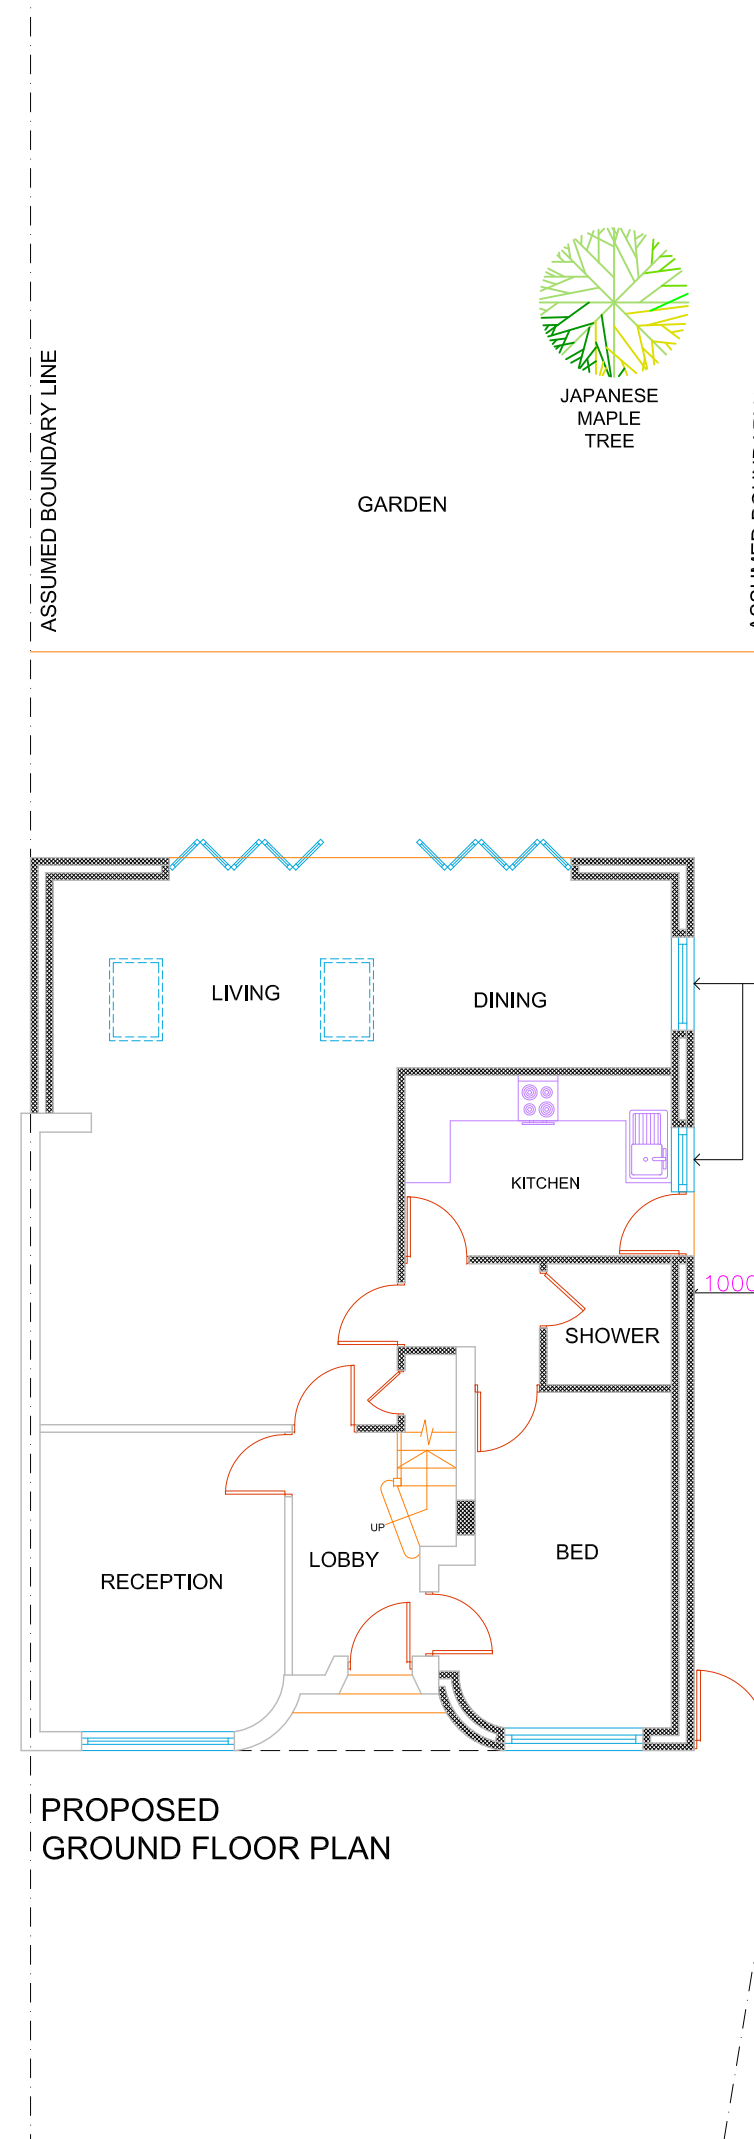 JAPANESE
MAPLE
TREE
ASSUMED BOUNDARY LINE
GARDEN
LIVING
DINING
KITCHEN
1000
SHOWER
UP
LOBBY
BED
RECEPTION
PROPOSED
GROUND FLOOR PLAN